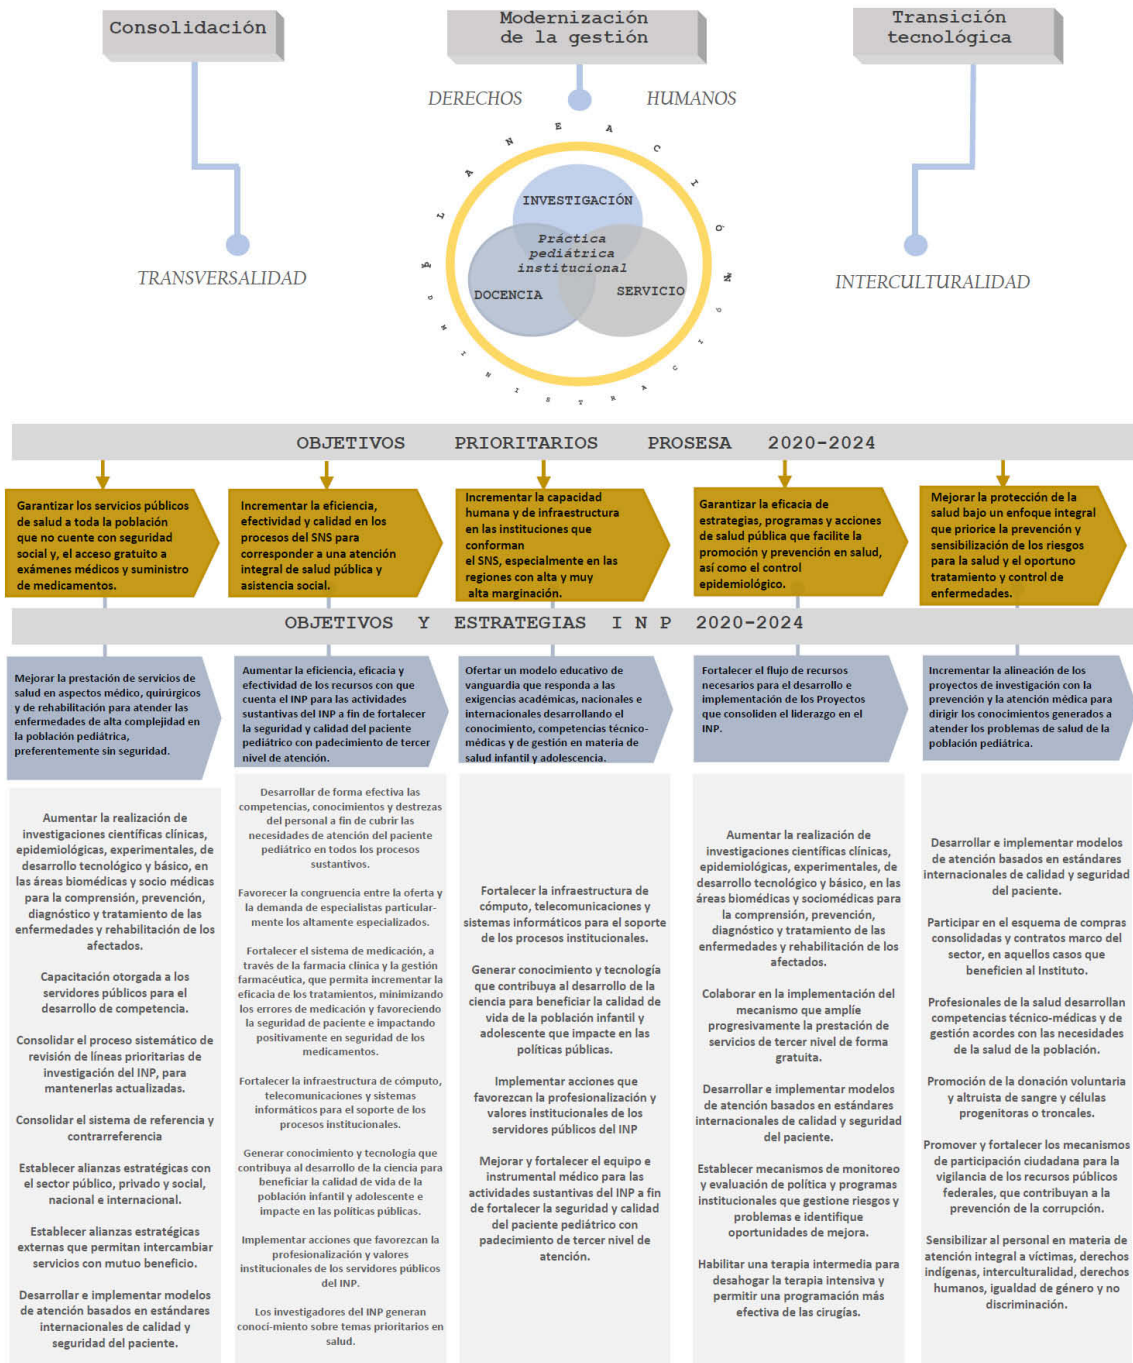 Consolidación
Modernización
de la gestión
Transición
tecnológica
DERECHOS
HUMANOS
PLANEACIÓN
INVESTIGACIÓN
Práctica
pediátrica
institucional
DOCENCIA
SERVICIO
ADMINISTRACIÓN
TRANSVERSALIDAD
INTERCULTURALIDAD
OBJETIVOS PRIORITARIOS PROSESA 2020-2024
Garantizar los servicios públicos
de salud a toda la población
que no cuente con seguridad
social y, el acceso gratuito a
exámenes médicos y suministro
de medicamentos.
Incrementar la eficiencia,
efectividad y calidad en los
procesos del SNS para
corresponder a una atención
integral de salud pública y
asistencia social.
Incrementar la capacidad
humana y de infraestructura
en las instituciones que
conforman
el SNS, especialmente en las
regiones con alta y muy
alta marginación.
Garantizar la eficacia de
estrategias, programas y acciones
de salud pública que facilite la
promoción y prevención en salud,
así como el control
epidemiológico.
Mejorar la protección de la
salud bajo un enfoque integral
que priorice la prevención y
sensibilización de los riesgos
para la salud y el oportuno
tratamiento y control de
enfermedades.
OBJETIVOS Y ESTRATEGIAS I N P 2020-2024
Mejorar la prestación de servicios de
salud en aspectos médico, quirúrgicos
y de rehabilitación para atender las
enfermedades de alta complejidad en
la población pediátrica,
preferentemente sin seguridad.
Aumentar la eficiencia, eficacia y
efectividad de los recursos con que
cuenta el INP para las actividades
sustantivas del INP a fin de fortalecer
la seguridad y calidad del paciente
pediátrico con padecimiento de tercer
nivel de atención.
Ofertar un modelo educativo de
vanguardia que responda a las
exigencias académicas, nacionales e
internacionales desarrollando el
conocimiento, competencias técnico-
médicas y de gestión en materia de
salud infantil y adolescencia.
Fortalecer el flujo de recursos
necesarios para el desarrollo e
implementación de los Proyectos
que consoliden el liderazgo en el
INP.
Incrementar la alineación de los
proyectos de investigación con la
prevención y la atención médica para
dirigir los conocimientos generados a
atender los problemas de salud de la
población pediátrica.
Aumentar la realización de
investigaciones científicas clínicas,
epidemiológicas, experimentales, de
desarrollo tecnológico y básico, en
las áreas biomédicas y socio médicas
para la comprensión, prevención,
diagnóstico y tratamiento de las
enfermedades y rehabilitación de los
afectados.
Capacitación otorgada a los
servidores públicos para el
desarrollo de competencia.
Consolidar el proceso sistemático de
revisión de líneas prioritarias de
investigación del INP, para
mantenerlas actualizadas.
Consolidar el sistema de referencia y
contrarreferencia
Establecer alianzas estratégicas con
el sector público, privado y social,
nacional e internacional.
Establecer alianzas estratégicas
externas que permitan intercambiar
servicios con mutuo beneficio.
Desarrollar e implementar modelos
de atención basados en estándares
internacionales de calidad y
seguridad del paciente.
Desarrollar de forma efectiva las
competencias, conocimientos y destrezas
del personal a fin de cubrir las
necesidades de atención del paciente
pediátrico en todos los procesos
sustantivos.
Favorecer la congruencia entre la oferta y
la demanda de especialistas particular-
mente los altamente especializados.
Fortalecer el sistema de medicación, a
través de la farmacia clínica y la gestión
farmacéutica, que permita incrementar la
eficacia de los tratamientos, minimizando
los errores de medicación y favoreciendo
la seguridad de paciente e impactando
positivamente en seguridad de los
medicamentos.
Fortalecer la infraestructura de cómputo,
telecomunicaciones y sistemas
informáticos para el soporte de los
procesos institucionales.
Generar conocimiento y tecnología que
contribuya al desarrollo de la ciencia para
beneficiar la calidad de vida de la
población infantil y adolescente e
impacte en las políticas públicas.
Implementar acciones que favorezcan la
profesionalización y valores
institucionales de los servidores públicos
del INP.
Los investigadores del INP generan
conoci-miento sobre temas prioritarios en
salud.
Fortalecer la infraestructura de
cómputo, telecomunicaciones y
sistemas informáticos para el soporte
de los procesos institucionales.
Generar conocimiento y tecnología
que contribuya al desarrollo de la
ciencia para beneficiar la calidad de
vida de la población infantil y
adolescente que impacte en las
políticas públicas.
Implementar acciones que
favorezcan la profesionalización y
valores institucionales de los
servidores públicos del INP
Mejorar y fortalecer el equipo e
instrumental médico para las
actividades sustantivas del INP a fin
de fortalecer la seguridad y calidad
del paciente pediátrico con
padecimiento de tercer nivel de
atención.
Aumentar la realización de
investigaciones científicas clínicas,
epidemiológicas, experimentales, de
desarrollo tecnológico y básico, en las
áreas biomédicas y sociomédicas para
la comprensión, prevención,
diagnóstico y tratamiento de las
enfermedades y rehabilitación de los
afectados.
Colaborar en la implementación del
mecanismo que amplíe
progresivamente la prestación de
servicios de tercer nivel de forma
gratuita.
Desarrollar e implementar modelos
de atención basados en estándares
internacionales de calidad y seguridad
del paciente.
Establecer mecanismos de monitoreo
y evaluación de política y programas
institucionales que gestione riesgos y
problemas e identifique
oportunidades de mejora.
Habilitar una terapia intermedia para
desahogar la terapia intensiva y
permitir una programación más
efectiva de las cirugías.
Desarrollar e implementar modelos
de atención basados en estándares
internacionales de calidad y seguridad
del paciente.
Participar en el esquema de compras
consolidadas y contratos marco del
sector, en aquellos casos que
beneficien al Instituto.
Profesionales de la salud desarrollan
competencias técnico-médicas y de
gestión acordes con las necesidades
de la salud de la población.
Promoción de la donación voluntaria
y altruista de sangre y células
progenitoras o troncales.
Promover y fortalecer los mecanismos
de participación ciudadana para la
vigilancia de los recursos públicos
federales, que contribuyan a la
prevención de la corrupción.
Sensibilizar al personal en materia de
atención integral a víctimas, derechos
indígenas, interculturalidad, derechos
humanos, igualdad de género y no
discriminación.